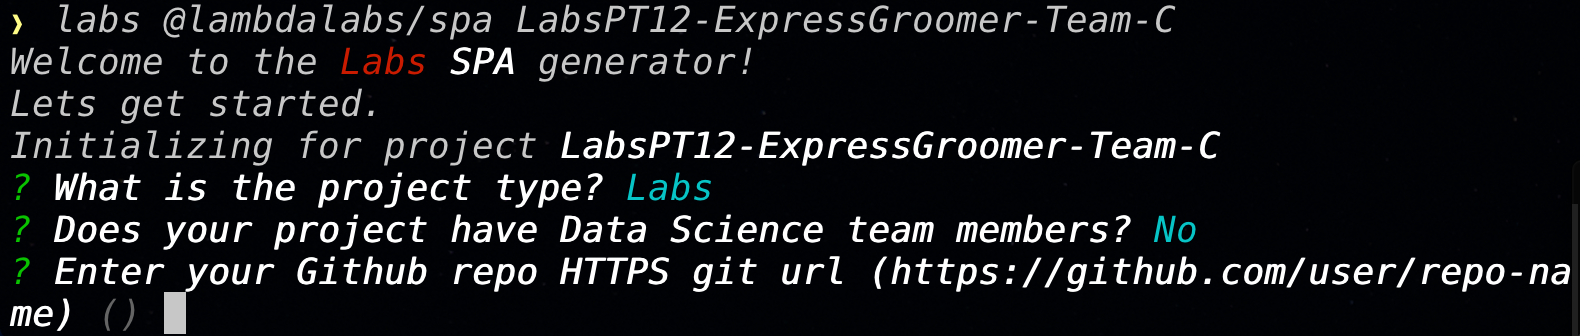 ❯ labs @lambdalabs/spa LabsPT12-ExpressGroomer-Team-C
Welcome to the Labs SPA generator!
Lets get started.
Initializing for project LabsPT12-ExpressGroomer-Team-C
? What is the project type? Labs
? Does your project have Data Science team members? No
? Enter your Github repo HTTPS git url (https://github.com/user/repo-na
me) ()